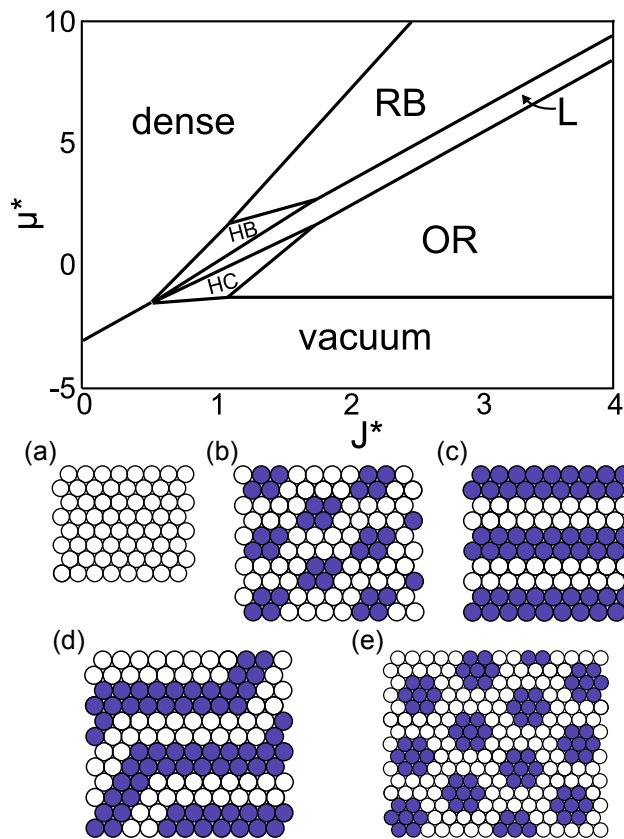 10
dense
RB
L
5
μ*
HB
OR
0
HC
vacuum
-5
0
1
2
3
4
J*
(a)
(b)
(c)
(d)
(e)